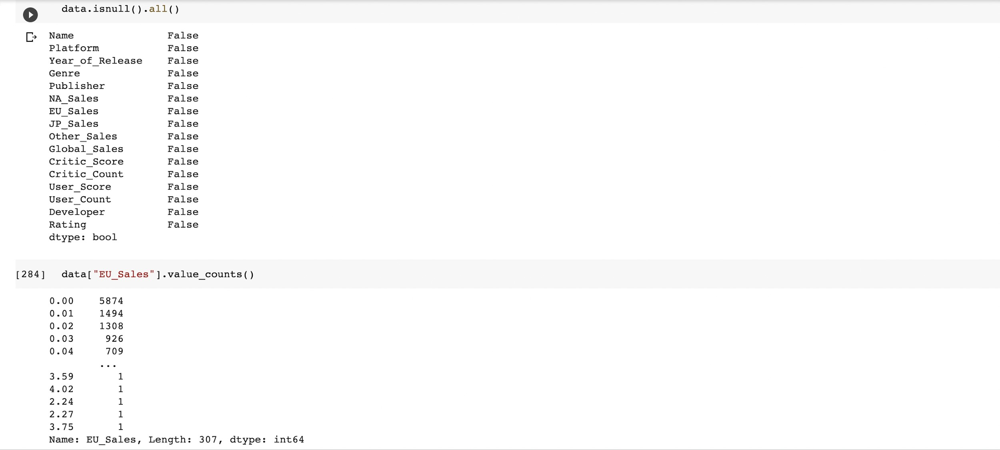 data.isnull().all()
Name False
Platform False
Year_of_Release False
Genre False
Publisher False
NA_Sales False
EU_Sales False
JP_Sales False
Other_Sales False
Global_Sales False
Critic_Score False
Critic_Count False
User_Score False
User_Count False
Developer False
Rating False
dtype: bool
[284] data["EU_Sales"].value_counts()
0.00 5874
0.01 1494
0.02 1308
0.03 926
0.04 709
...
3.59 1
4.02 1
2.24 1
2.27 1
3.75 1
Name: EU_Sales, Length: 307, dtype: int64